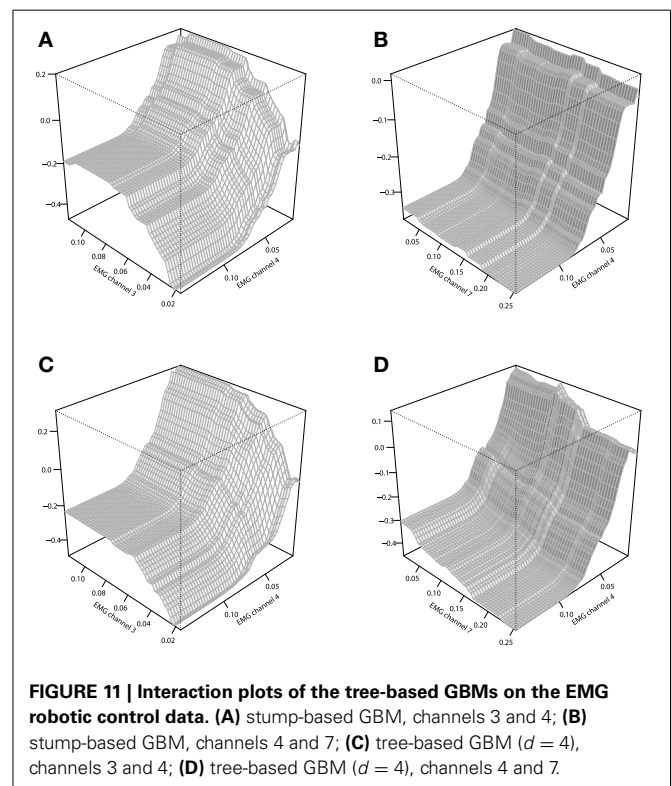 A
0.2
0.0
−0.2
−0.4
0.10
0.08
0.06
0.04
0.02
EMG channel 3
0.10
0.05
EMG channel 4
B
0.0
−0.1
−0.2
−0.3
0.05
0.10
0.15
0.20
0.25
EMG channel 7
0.10
0.05
EMG channel 4
C
0.2
0.0
−0.2
−0.4
0.10
0.08
0.06
0.04
0.02
EMG channel 3
0.10
0.05
EMG channel 4
D
0.1
0.0
−0.1
−0.2
−0.3
−0.4
0.05
0.10
0.15
0.20
0.25
EMG channel 7
0.10
0.05
EMG channel 4
FIGURE 11 | Interaction plots of the tree-based GBMs on the EMG
robotic control data. (A) stump-based GBM, channels 3 and 4; (B)
stump-based GBM, channels 4 and 7; (C) tree-based GBM (d = 4),
channels 3 and 4; (D) tree-based GBM (d = 4), channels 4 and 7.